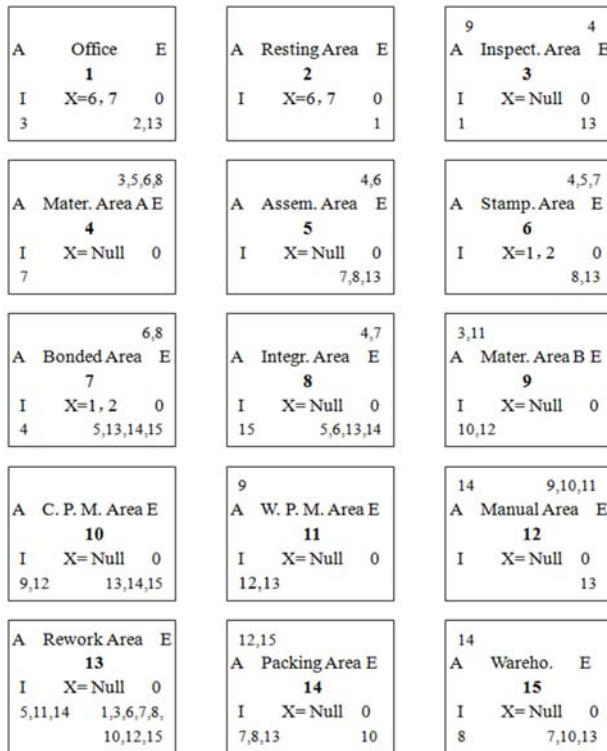 A Office E
1
I X=6, 7 0
3 2,13
A Resting Area E
2
I X=6, 7 0
1
9 4
A Inspect. Area E
3
I X= Null 0
1 13
3,5,6,8
A Mater. Area A E
4
I X= Null 0
7
4,6
A Assem. Area E
5
I X= Null 0
7,8,13
4,5,7
A Stamp. Area E
6
I X=1, 2 0
8,13
6,8
A Bonded Area E
7
I X=1, 2 0
4 5,13,14,15
4,7
A Integr. Area E
8
I X= Null 0
15 5,6,13,14
3,11
A Mater. Area B E
9
I X= Null 0
10,12
A C. P. M. Area E
10
I X= Null 0
9,12 13,14,15
9
A W. P. M. Area E
11
I X= Null 0
12,13
14 9,10,11
A Manual Area E
12
I X= Null 0
13
A Rework Area E
13
I X= Null 0
5,11,14 1,3,6,7,8,
10,12,15
12,15
A Packing Area E
14
I X= Null 0
7,8,13 10
14
A Wareho. E
15
I X= Null 0
8 7,10,13